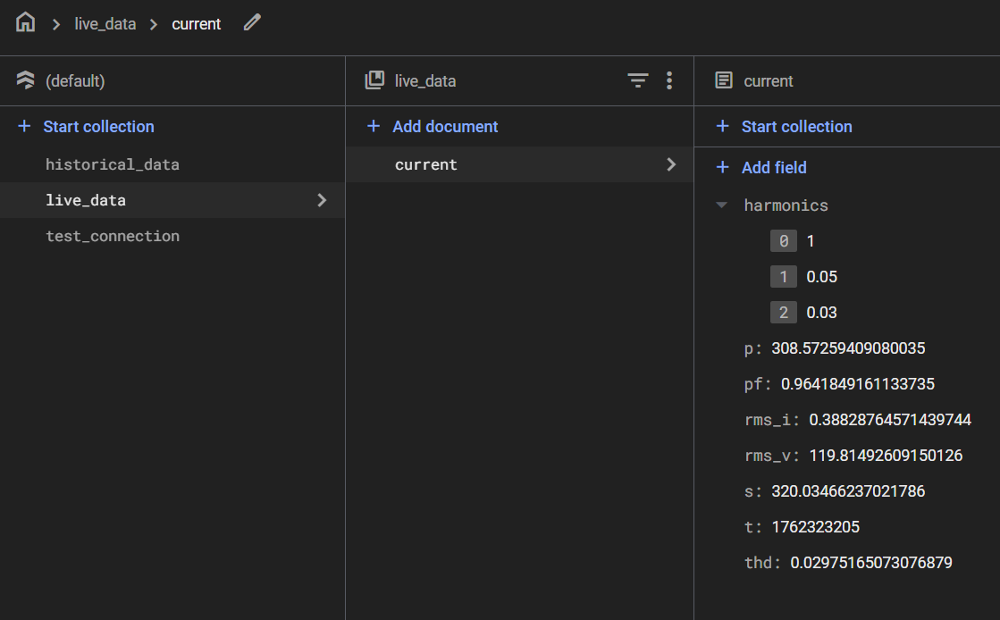 live_data
current
(default)
Start collection
historical_data
live_data
test_connection
live_data
Add document
current
current
Start collection
Add field
harmonics
0 1
1 0.05
2 0.03
p: 308.57259409080035
pf: 0.9641849161133735
rms_i: 0.38828764571439744
rms_v: 119.81492609150126
s: 320.03466237021786
t: 1762323205
thd: 0.02975165073076879